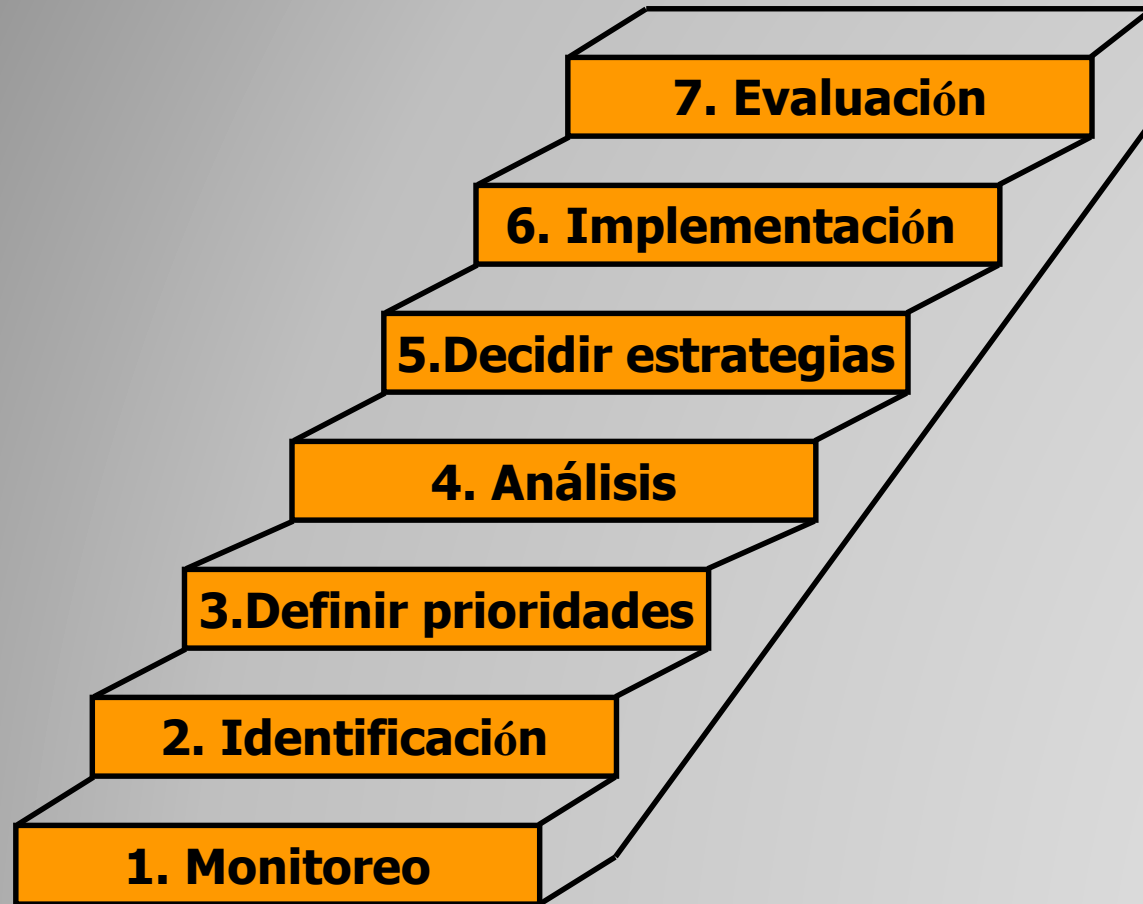 7. Evaluación
6. Implementación
5.Decidir estrategias
4. Análisis
3.Definir prioridades
2. Identificación
1. Monitoreo